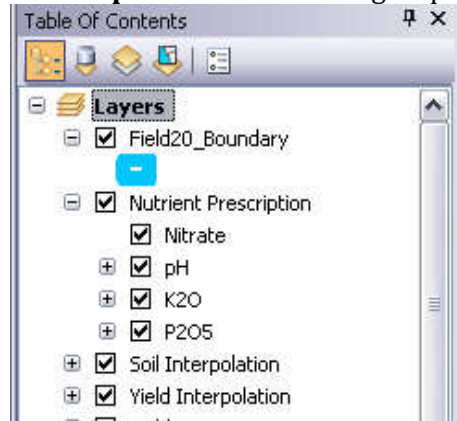 Table Of Contents
Layers
Field20_Boundary
Nutrient Prescription
Nitrate
pH
K2O
P2O5
Soil Interpolation
Yield Interpolation